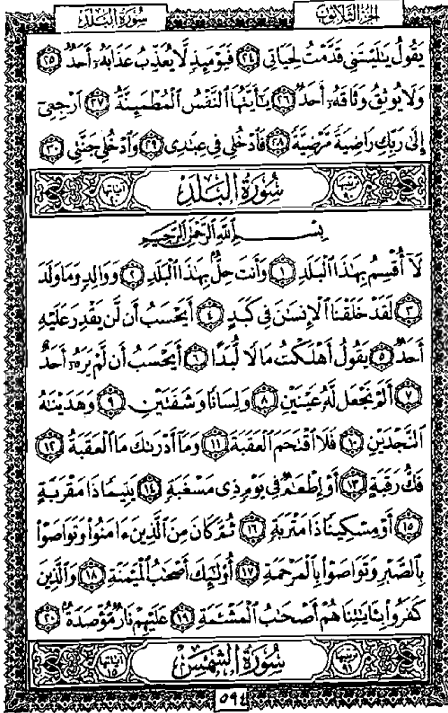 سُورَةُ البَلَدِ الجُزْءُ الثَّلاثُونَ
يَقُولُ يَٰلَيْتَنِي قَدَّمْتُ لِحَيَاتِي ٢٤ فَيَوْمَئِذٍ لَّا يُعَذِّبُ عَذَابَهُۥٓ أَحَدٌ ٢٥
وَلَا يُوثِقُ وَثَاقَهُۥٓ أَحَدٌ ٢٦ يَٰٓأَيَّتُهَا ٱلنَّفْسُ ٱلْمُطْمَئِنَّةُ ٢٧ ٱرْجِعِيٓ
إِلَىٰ رَبِّكِ رَاضِيَةً مَّرْضِيَّةً ٢٨ فَٱدْخُلِي فِي عِبَٰدِي ٢٩ وَٱدْخُلِي جَنَّتِي ٣٠
سُورَةُ البَلَدِ
بِسْمِ ٱللَّهِ ٱلرَّحْمَٰنِ ٱلرَّحِيمِ
لَآ أُقْسِمُ بِهَٰذَا ٱلْبَلَدِ ١ وَأَنتَ حِلٌّۢ بِهَٰذَا ٱلْبَلَدِ ٢ وَوَالِدٍ وَمَا وَلَدَ
٣ لَقَدْ خَلَقْنَا ٱلْإِنسَٰنَ فِي كَبَدٍ ٤ أَيَحْسَبُ أَن لَّن يَقْدِرَ عَلَيْهِ
أَحَدٌ ٥ يَقُولُ أَهْلَكْتُ مَالًا لُّبَدًا ٦ أَيَحْسَبُ أَن لَّمْ يَرَهُۥٓ أَحَدٌ
٧ أَلَمْ نَجْعَل لَّهُۥ عَيْنَيْنِ ٨ وَلِسَانًا وَشَفَتَيْنِ ٩ وَهَدَيْنَٰهُ
ٱلنَّجْدَيْنِ ١٠ فَلَا ٱقْتَحَمَ ٱلْعَقَبَةَ ١١ وَمَآ أَدْرَىٰكَ مَا ٱلْعَقَبَةُ ١٢
فَكُّ رَقَبَةٍ ١٣ أَوْ إِطْعَٰمٌ فِي يَوْمٍ ذِي مَسْغَبَةٍ ١٤ يَتِيمًا ذَا مَقْرَبَةٍ
١٥ أَوْ مِسْكِينًا ذَا مَتْرَبَةٍ ١٦ ثُمَّ كَانَ مِنَ ٱلَّذِينَ ءَامَنُوا۟ وَتَوَاصَوْا۟
بِٱلصَّبْرِ وَتَوَاصَوْا۟ بِٱلْمَرْحَمَةِ ١٧ أُو۟لَٰٓئِكَ أَصْحَٰبُ ٱلْمَيْمَنَةِ ١٨ وَٱلَّذِينَ
كَفَرُوا۟ بِـَٔايَٰتِنَا هُمْ أَصْحَٰبُ ٱلْمَشْـَٔمَةِ ١٩ عَلَيْهِمْ نَارٌ مُّؤْصَدَةٌۢ ٢٠
سُورَةُ الشَّمْسِ
٥٩٤